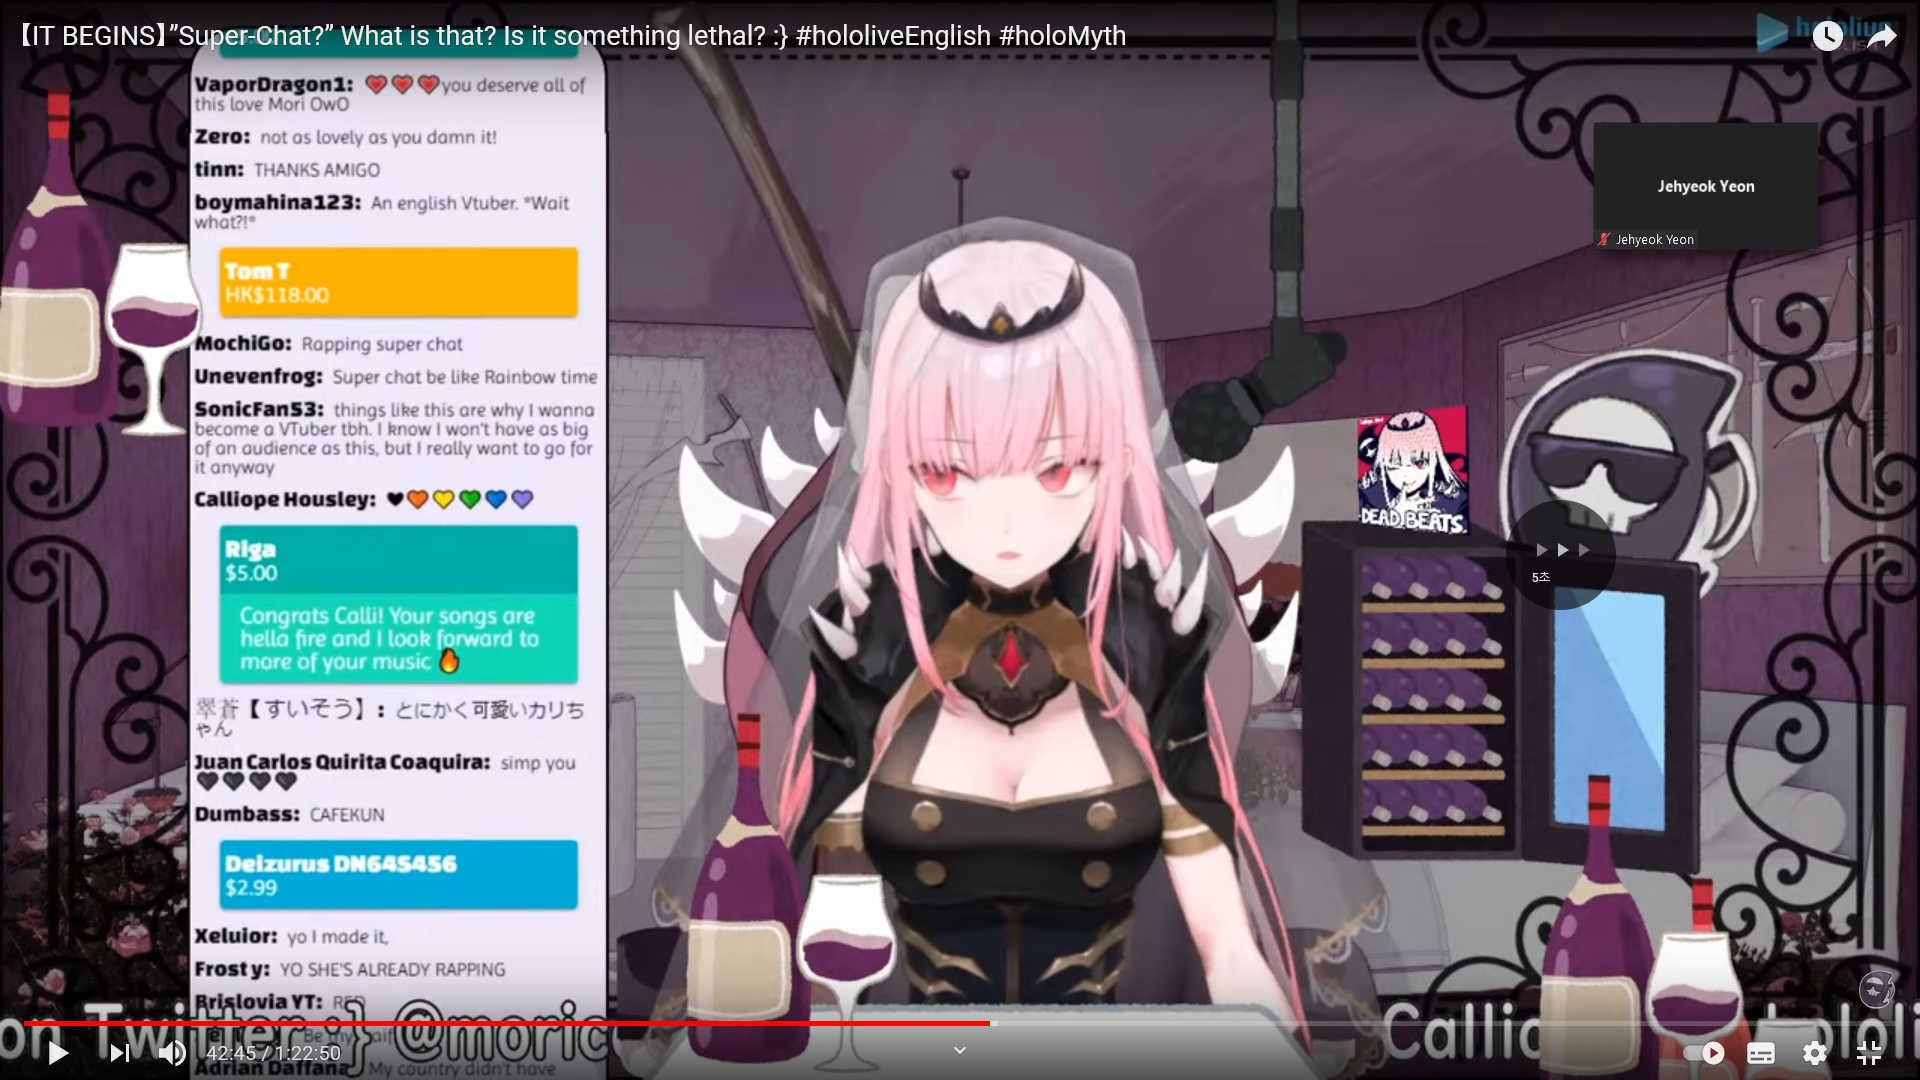 【IT BEGINS】”Super-Chat?” What is that? Is it something lethal? :} #hololiveEnglish #holoMyth
VaporDragon1: ❤❤❤you deserve all of
this love Mori OwO
Zero: not as lovely as you damn it!
tinn: THANKS AMIGO
boymahina123: An english Vtuber. *Wait
what?!*
Tom T
HK$118.00
MochiGo: Rapping super chat
Unevenfrog: Super chat be like Rainbow time
SonicFan53: things like this are why I wanna
become a VTuber tbh. I know I won't have as big
of an audience as this, but I really want to go for
it anyway
Calliope Housley: 🖤🧡💛💚💙💜
Riga
$5.00
Congrats Calli! Your songs are
hella fire and I look forward to
more of your music 🔥
翠蒼【すいそう】: とにかく可愛いカリち
ゃん
Juan Carlos Quirita Coaquira: simp you
🖤🖤🖤🖤
Dumbass: CAFEKUN
Deizurus DN64S456
$2.99
Xeluior: yo I made it,
Frosty: YO SHE'S ALREADY RAPPING
Brislovia YT:
Adrian Daffana: My country didn't have
on Twitter :} @moric
Jehyeok Yeon
Jehyeok Yeon
DEAD BEATS
5초
Callio
42:45 / 1:22:50